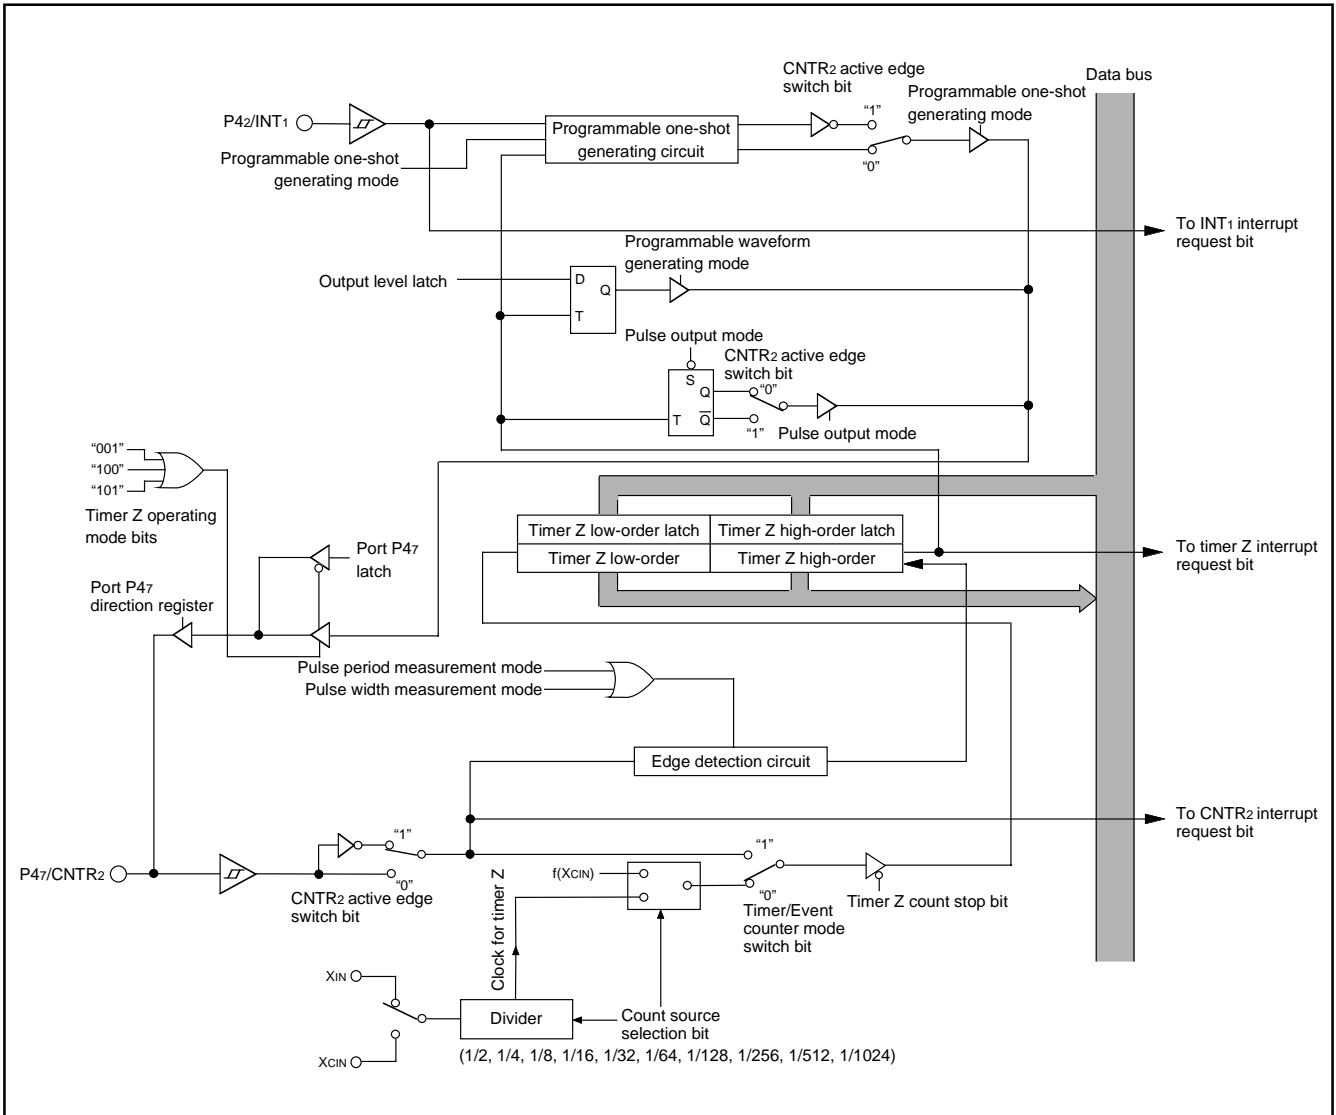 CNTR2 active edge
switch bit
Data bus
Programmable one-shot
generating mode
P42/INT1
"1"
Programmable one-shot
generating circuit
Programmable one-shot
generating mode
"0"
To INT1 interrupt
request bit
Programmable waveform
generating mode
Output level latch
D
Q
T
Pulse output mode
CNTR2 active edge
switch bit
S
Q
"0"
T
Q
"1"
Pulse output mode
"001"
"100"
"101"
Timer Z operating
mode bits
Timer Z low-order latch
Timer Z high-order latch
Timer Z low-order
Timer Z high-order
To timer Z interrupt
request bit
Port P47
latch
Port P47
direction register
Pulse period measurement mode
Pulse width measurement mode
Edge detection circuit
To CNTR2 interrupt
request bit
"1"
"1"
P47/CNTR2
"0"
CNTR2 active edge
switch bit
f(XCIN)
"0"
Timer/Event
counter mode
switch bit
Timer Z count stop bit
Clock for timer Z
XIN
Divider
Count source
selection bit
XCIN
(1/2, 1/4, 1/8, 1/16, 1/32, 1/64, 1/128, 1/256, 1/512, 1/1024)